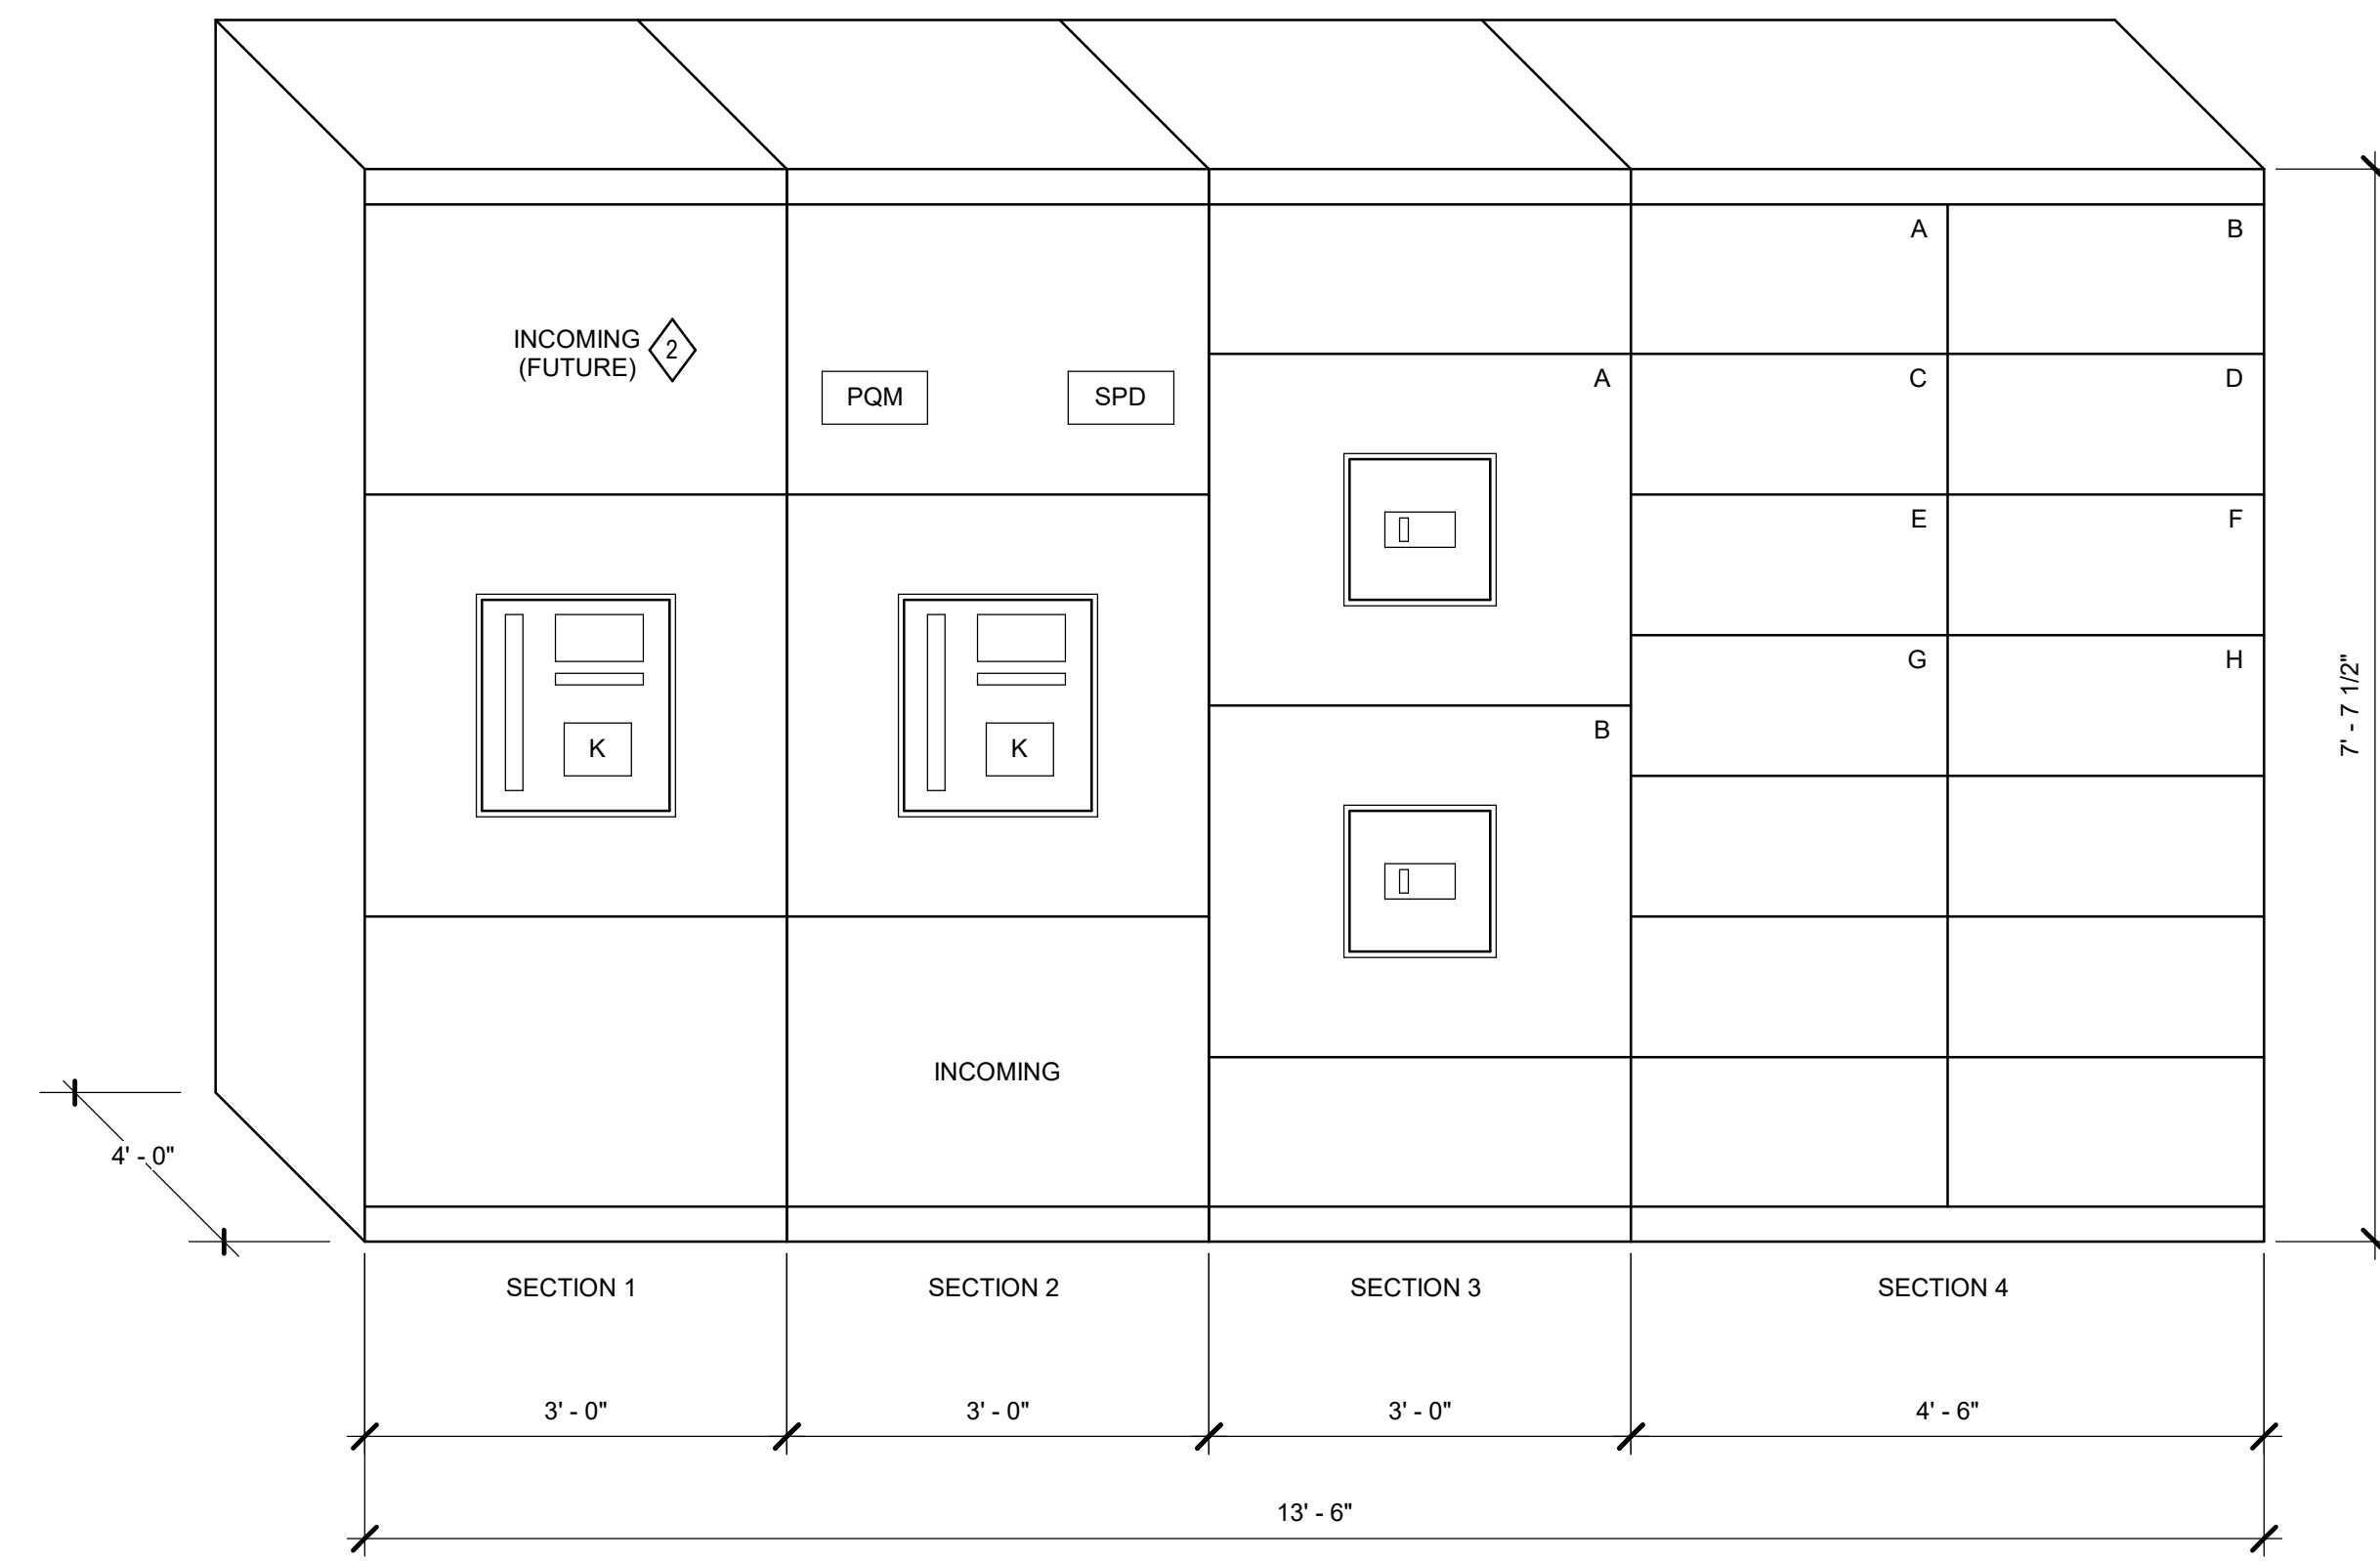 A
B
INCOMING
(FUTURE)
2
PQM
SPD
A
C
D
E
F
G
H
K
K
B
7' - 7 1/2"
INCOMING
4' - 0"
SECTION 1
SECTION 2
SECTION 3
SECTION 4
3' - 0"
3' - 0"
3' - 0"
4' - 6"
13' - 6"